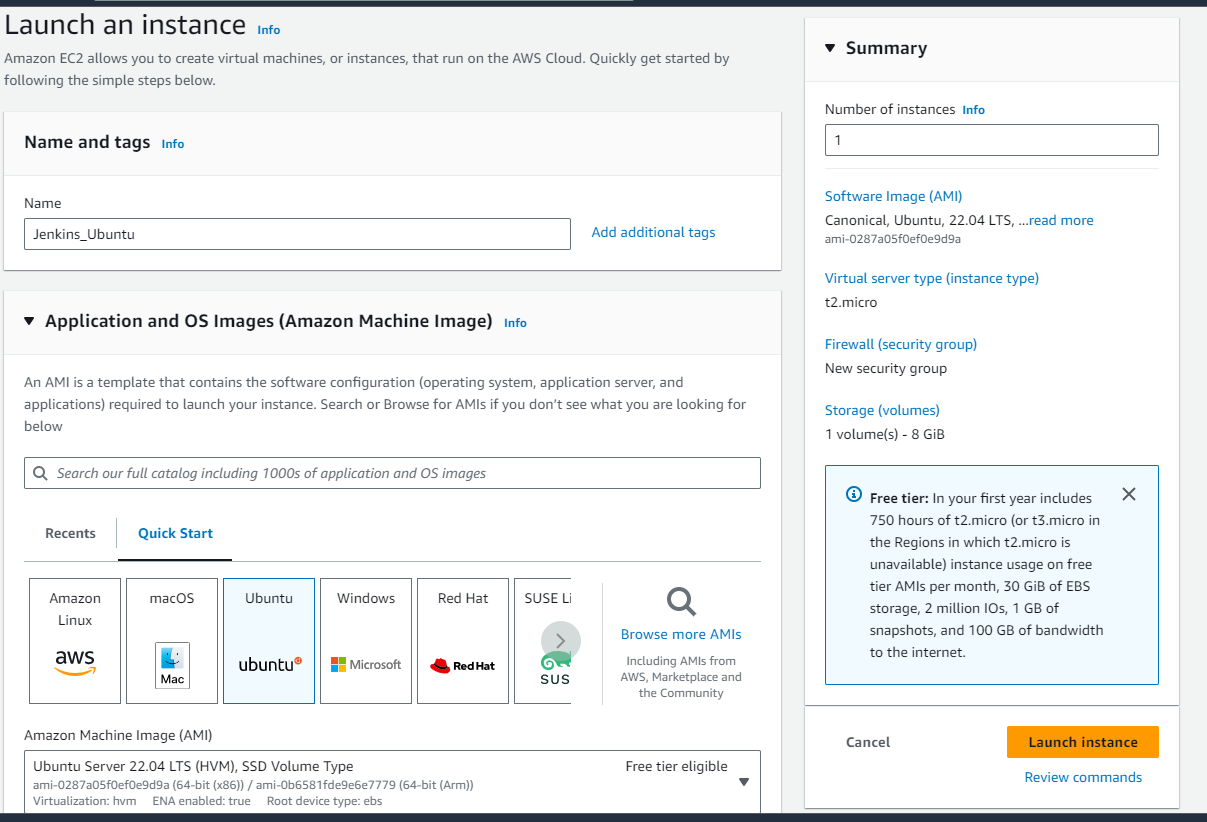 Launch an instance Info
Amazon EC2 allows you to create virtual machines, or instances, that run on the AWS Cloud. Quickly get started by
following the simple steps below.
Name and tags Info
Name
Jenkins_Ubuntu
Add additional tags
Application and OS Images (Amazon Machine Image) Info
An AMI is a template that contains the software configuration (operating system, application server, and
applications) required to launch your instance. Search or Browse for AMIs if you don't see what you are looking for
below
Search our full catalog including 1000s of application and OS images
Recents
Quick Start
Amazon
Linux
aws
macOS
Mac
Ubuntu
ubuntu
Windows
Microsoft
Red Hat
Red Hat
SUSE Li
SUS
Browse more AMIs
Including AMIs from
AWS, Marketplace and
the Community
Amazon Machine Image (AMI)
Ubuntu Server 22.04 LTS (HVM), SSD Volume Type
Free tier eligible
ami-0287a05f0ef0e9d9a (64-bit (x86)) / ami-0b6581fde9e6e7779 (64-bit (Arm))
Virtualization: hvm ENA enabled: true Root device type: ebs
Summary
Number of instances Info
1
Software Image (AMI)
Canonical, Ubuntu, 22.04 LTS, ...read more
ami-0287a05f0ef0e9d9a
Virtual server type (instance type)
t2.micro
Firewall (security group)
New security group
Storage (volumes)
1 volume(s) - 8 GiB
Free tier: In your first year includes
750 hours of t2.micro (or t3.micro in
the Regions in which t2.micro is
unavailable) instance usage on free
tier AMIs per month, 30 GiB of EBS
storage, 2 million IOs, 1 GB of
snapshots, and 100 GB of bandwidth
to the internet.
Cancel
Launch instance
Review commands